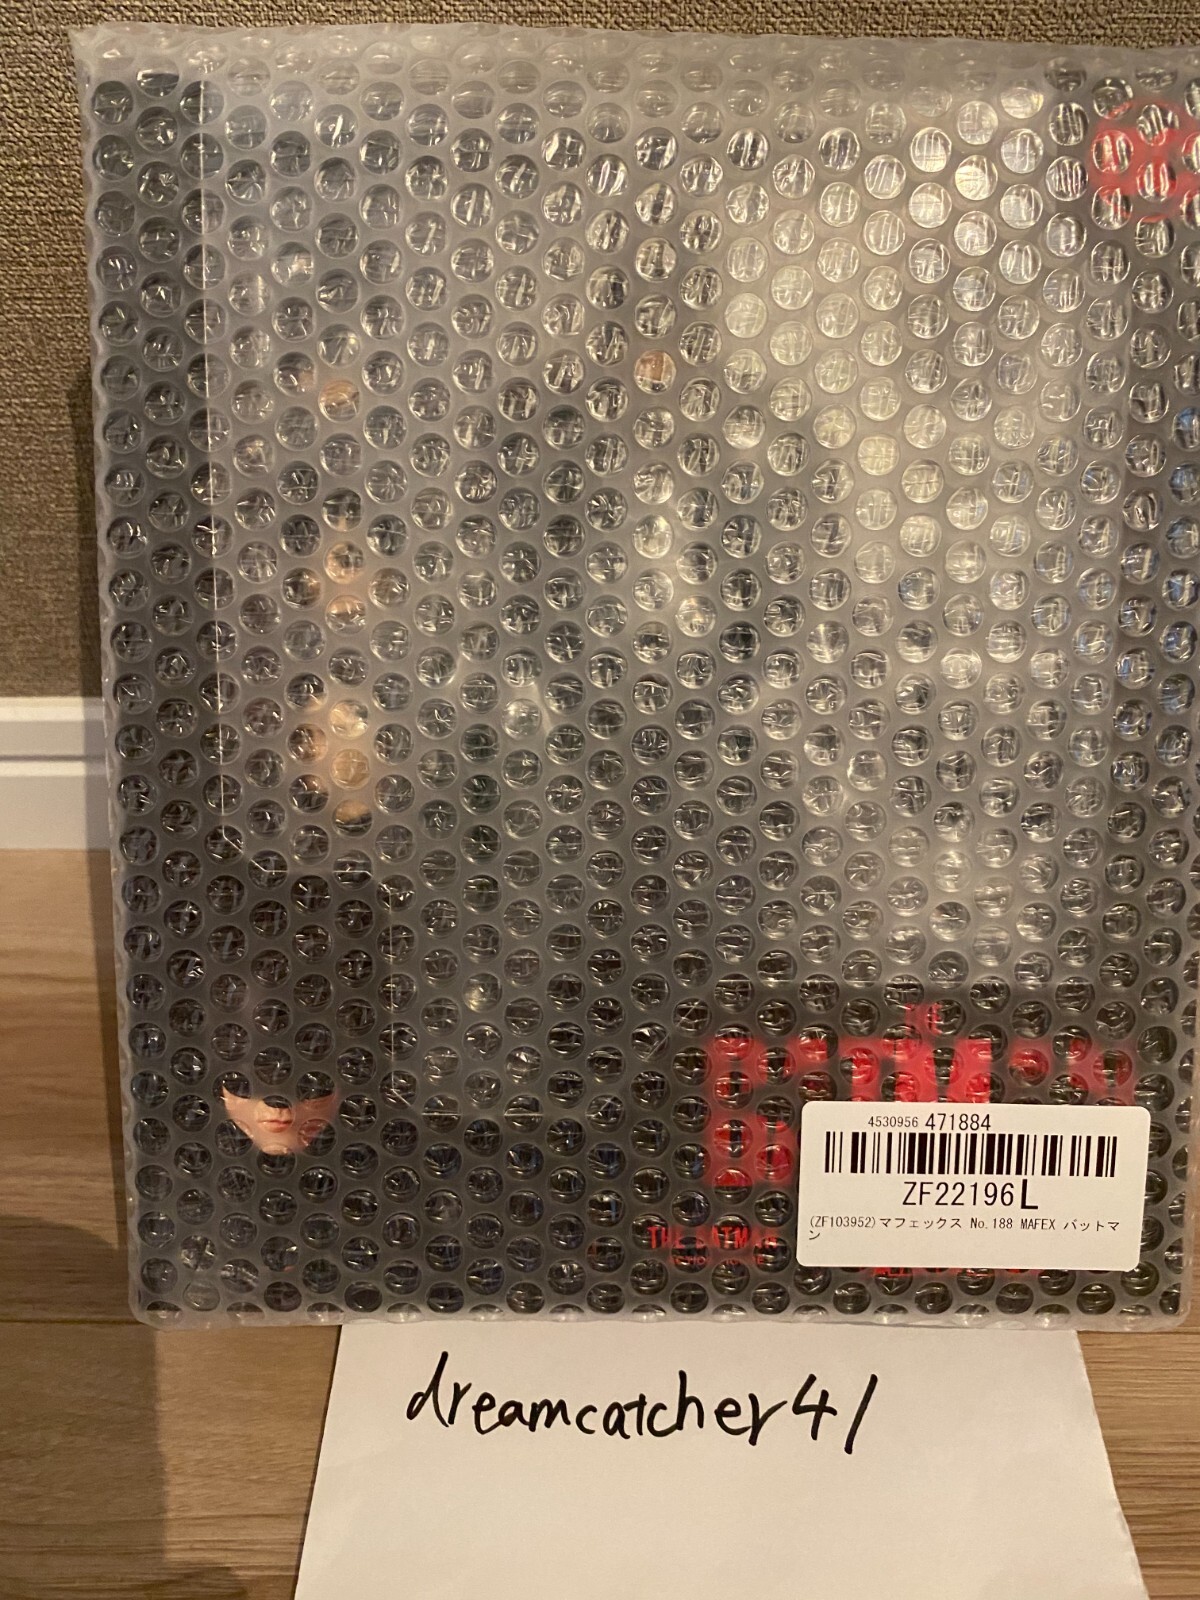 THE
4530956 471884
ZF22196L
(ZF103952)マフェックス No.188 MAFEX バットマ
ン
THE BATMAN
dreamcatcher41